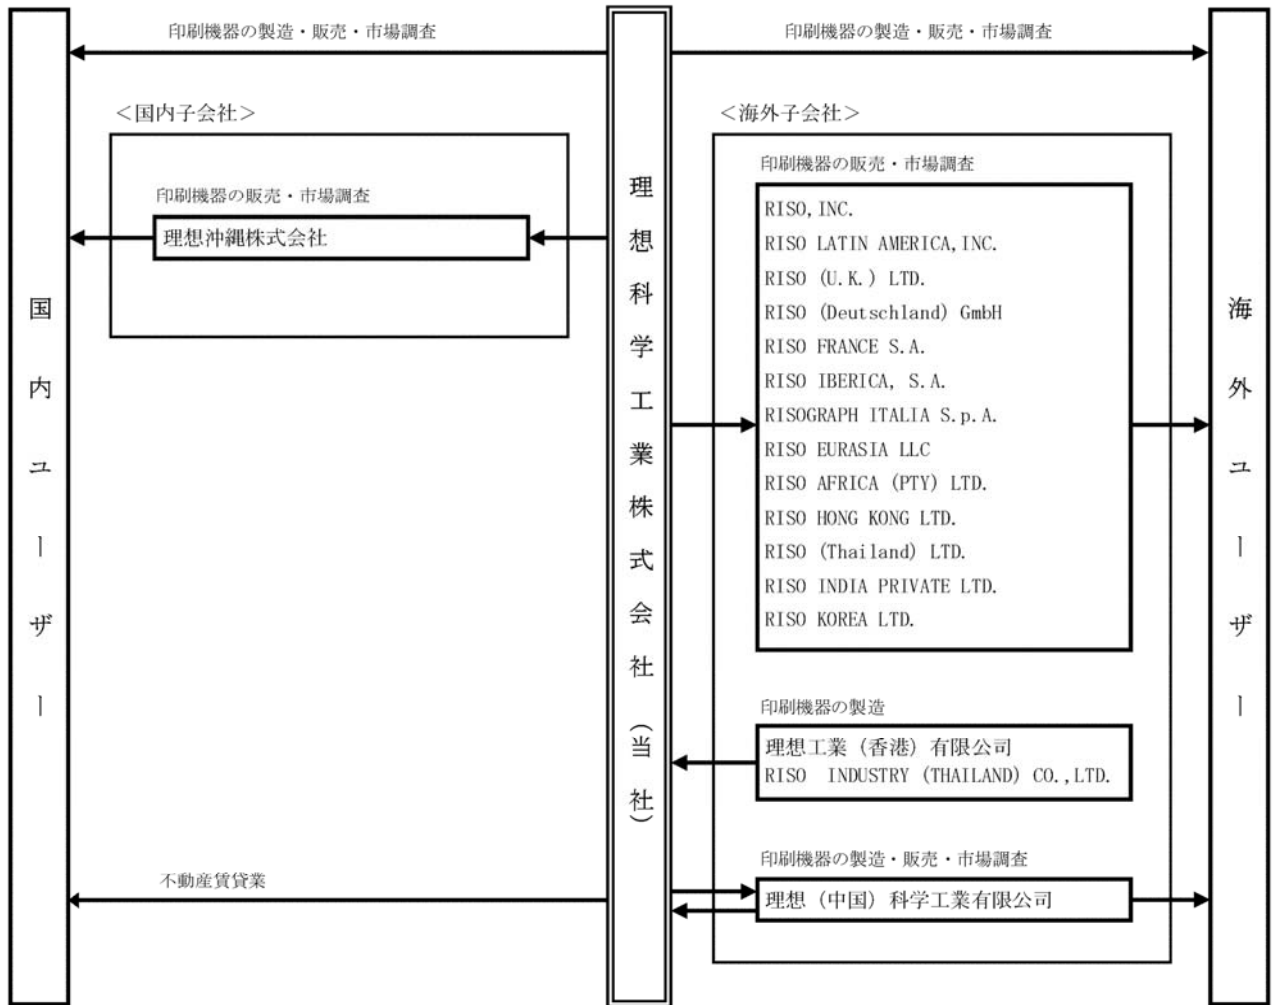 印刷機器の製造・販売・市場調査
印刷機器の製造・販売・市場調査
国内ユーザー
＜国内子会社＞
印刷機器の販売・市場調査
理想沖縄株式会社
不動産賃貸業
理想科学工業株式会社（当社）
＜海外子会社＞
印刷機器の販売・市場調査
RISO,INC.
RISO LATIN AMERICA,INC.
RISO (U.K.) LTD.
RISO (Deutschland) GmbH
RISO FRANCE S.A.
RISO IBERICA, S.A.
RISOGRAPH ITALIA S.p.A.
RISO EURASIA LLC
RISO AFRICA (PTY) LTD.
RISO HONG KONG LTD.
RISO (Thailand) LTD.
RISO INDIA PRIVATE LTD.
RISO KOREA LTD.
印刷機器の製造
理想工業（香港）有限公司
RISO INDUSTRY (THAILAND) CO.,LTD.
印刷機器の製造・販売・市場調査
理想（中国）科学工業有限公司
海外ユーザー